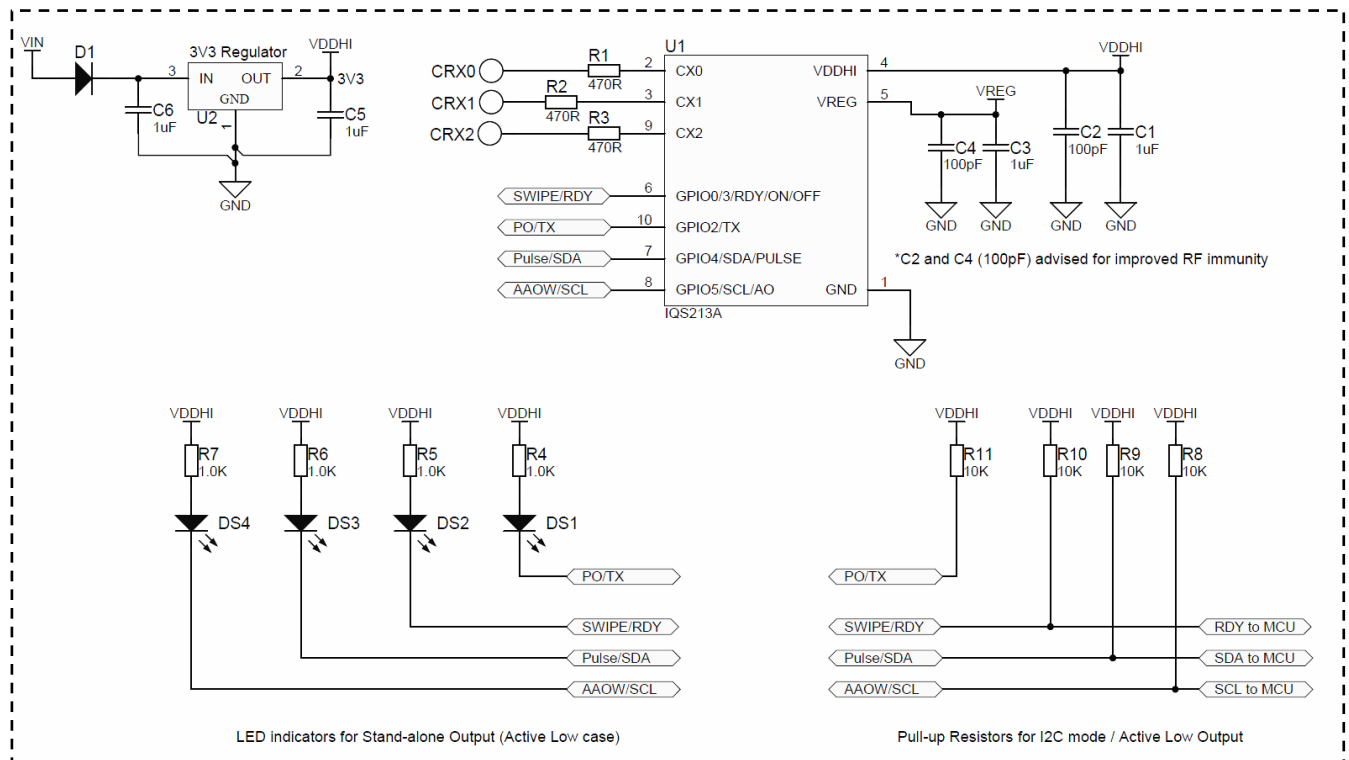 VIN
D1
3V3 Regulator
VDDHI
3
IN
OUT
2
3V3
GND
U2
1
C6
1uF
C5
1uF
GND
U1
CRX0
R1
470R
2
CX0
CRX1
R2
470R
3
CX1
CRX2
R3
470R
9
CX2
SWIPE/RDY
6
GPIO0/3/RDY/ON/OFF
PO/TX
10
GPIO2/TX
Pulse/SDA
7
GPIO4/SDA/PULSE
AAOW/SCL
8
GPIO5/SCL/AO
IQS213A
VDDHI
4
VREG
5
GND
1
GND
VREG
VDDHI
C4
100pF
C3
1uF
C2
100pF
C1
1uF
GND
GND
GND
GND
*C2 and C4 (100pF) advised for improved RF immunity
VDDHI
VDDHI
VDDHI
VDDHI
R7
1.0K
R6
1.0K
R5
1.0K
R4
1.0K
DS4
DS3
DS2
DS1
PO/TX
SWIPE/RDY
Pulse/SDA
AAOW/SCL
LED indicators for Stand-alone Output (Active Low case)
VDDHI
VDDHI
VDDHI
VDDHI
R11
10K
R10
10K
R9
10K
R8
10K
PO/TX
SWIPE/RDY
RDY to MCU
Pulse/SDA
SDA to MCU
AAOW/SCL
SCL to MCU
Pull-up Resistors for I2C mode / Active Low Output